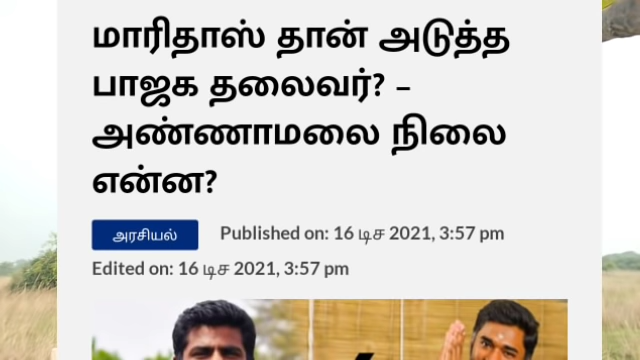 மாரிதாஸ் தான் அடுத்த
பாஜக தலைவர்? –
அண்ணாமலை நிலை
என்ன?
அரசியல் Published on: 16 டிச 2021, 3:57 pm
Edited on: 16 டிச 2021, 3:57 pm